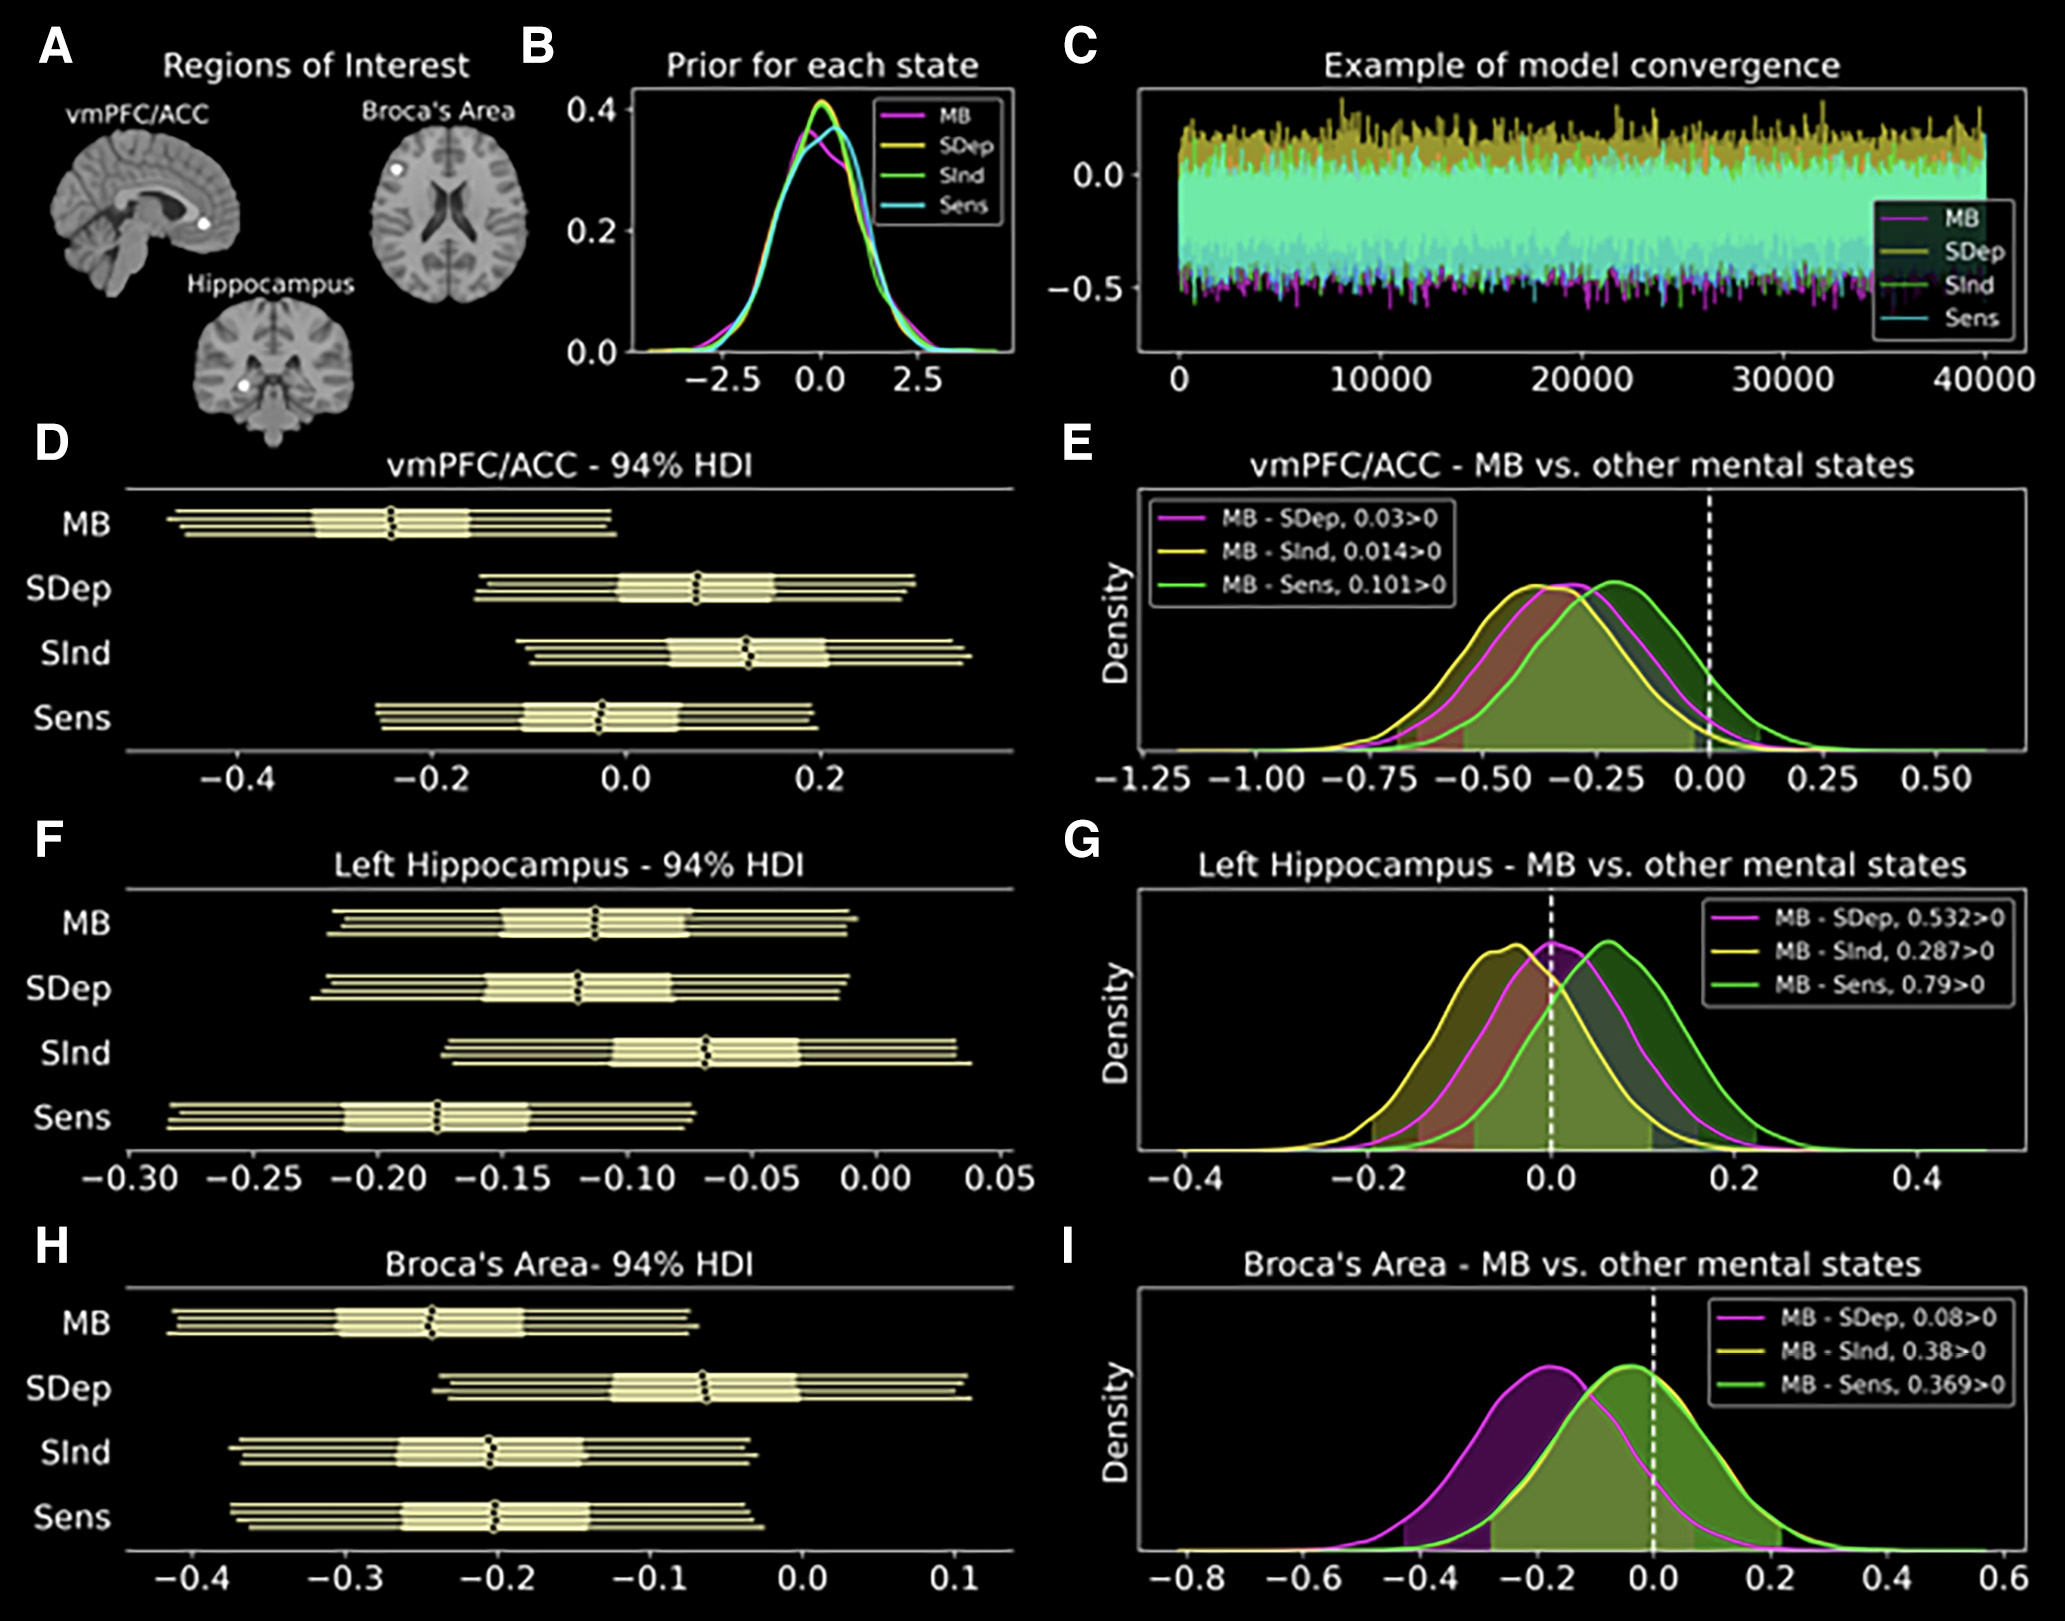 A
Regions of Interest
vmPFC/ACC
Broca's Area
Hippocampus
B
Prior for each state
0.4
0.2
0.0
−2.5 0.0 2.5
MB
SDep
SInd
Sens
C
Example of model convergence
0.0
−0.5
0 10000 20000 30000 40000
MB
SDep
SInd
Sens
D
vmPFC/ACC - 94% HDI
MB
SDep
SInd
Sens
−0.4 −0.2 0.0 0.2
E
vmPFC/ACC - MB vs. other mental states
MB - SDep, 0.03>0
MB - SInd, 0.014>0
MB - Sens, 0.101>0
Density
−1.25 −1.00 −0.75 −0.50 −0.25 0.00 0.25 0.50
F
Left Hippocampus - 94% HDI
MB
SDep
SInd
Sens
−0.30 −0.25 −0.20 −0.15 −0.10 −0.05 0.00 0.05
G
Left Hippocampus - MB vs. other mental states
MB - SDep, 0.532>0
MB - SInd, 0.287>0
MB - Sens, 0.79>0
Density
−0.4 −0.2 0.0 0.2 0.4
H
Broca's Area- 94% HDI
MB
SDep
SInd
Sens
−0.4 −0.3 −0.2 −0.1 0.0 0.1
I
Broca's Area - MB vs. other mental states
MB - SDep, 0.08>0
MB - SInd, 0.38>0
MB - Sens, 0.369>0
Density
−0.8 −0.6 −0.4 −0.2 0.0 0.2 0.4 0.6